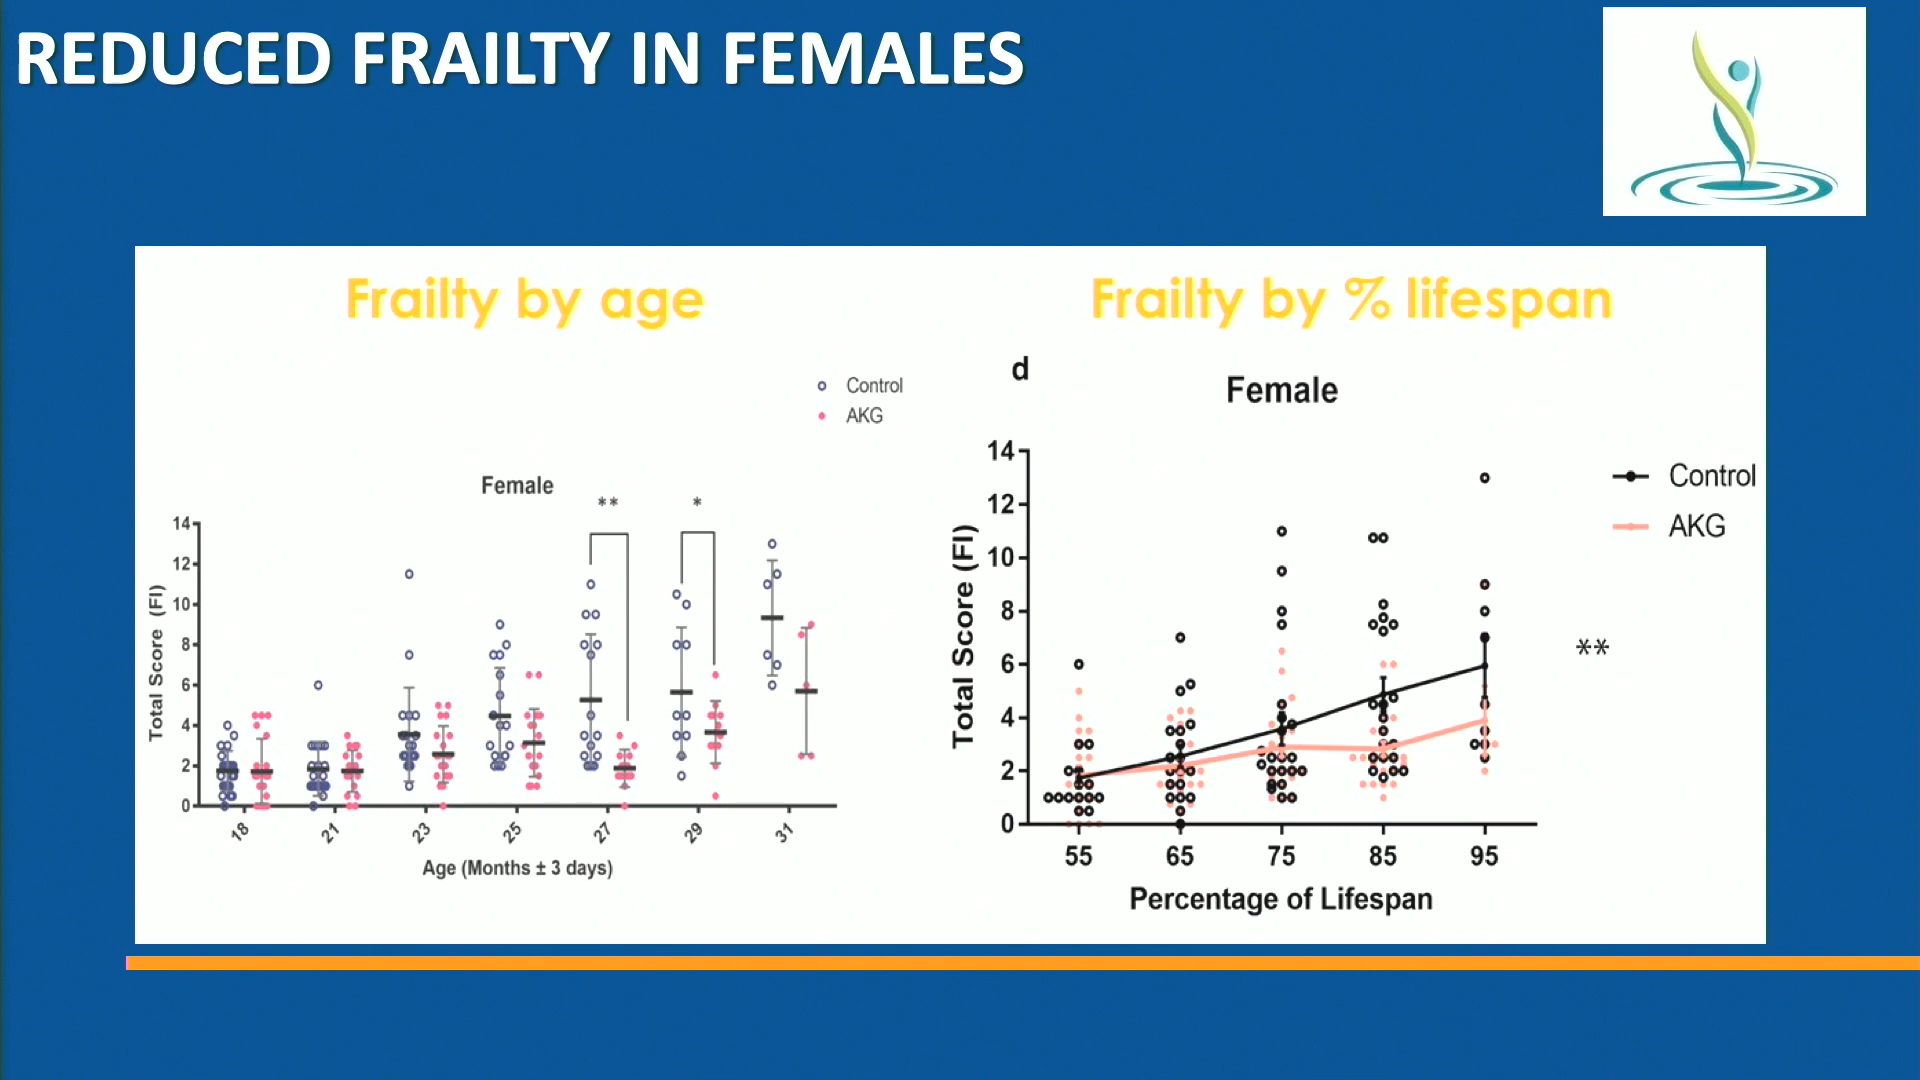 REDUCED FRAILTY IN FEMALES
Frailty by age
Control
AKG
Female
**
*
14
12
10
8
6
4
2
0
Total Score (FI)
18 21 23 25 27 29 31
Age (Months ± 3 days)
Frailty by % lifespan
d
Female
14
12
10
8
6
4
2
0
Total Score (FI)
Control
AKG
**
55 65 75 85 95
Percentage of Lifespan